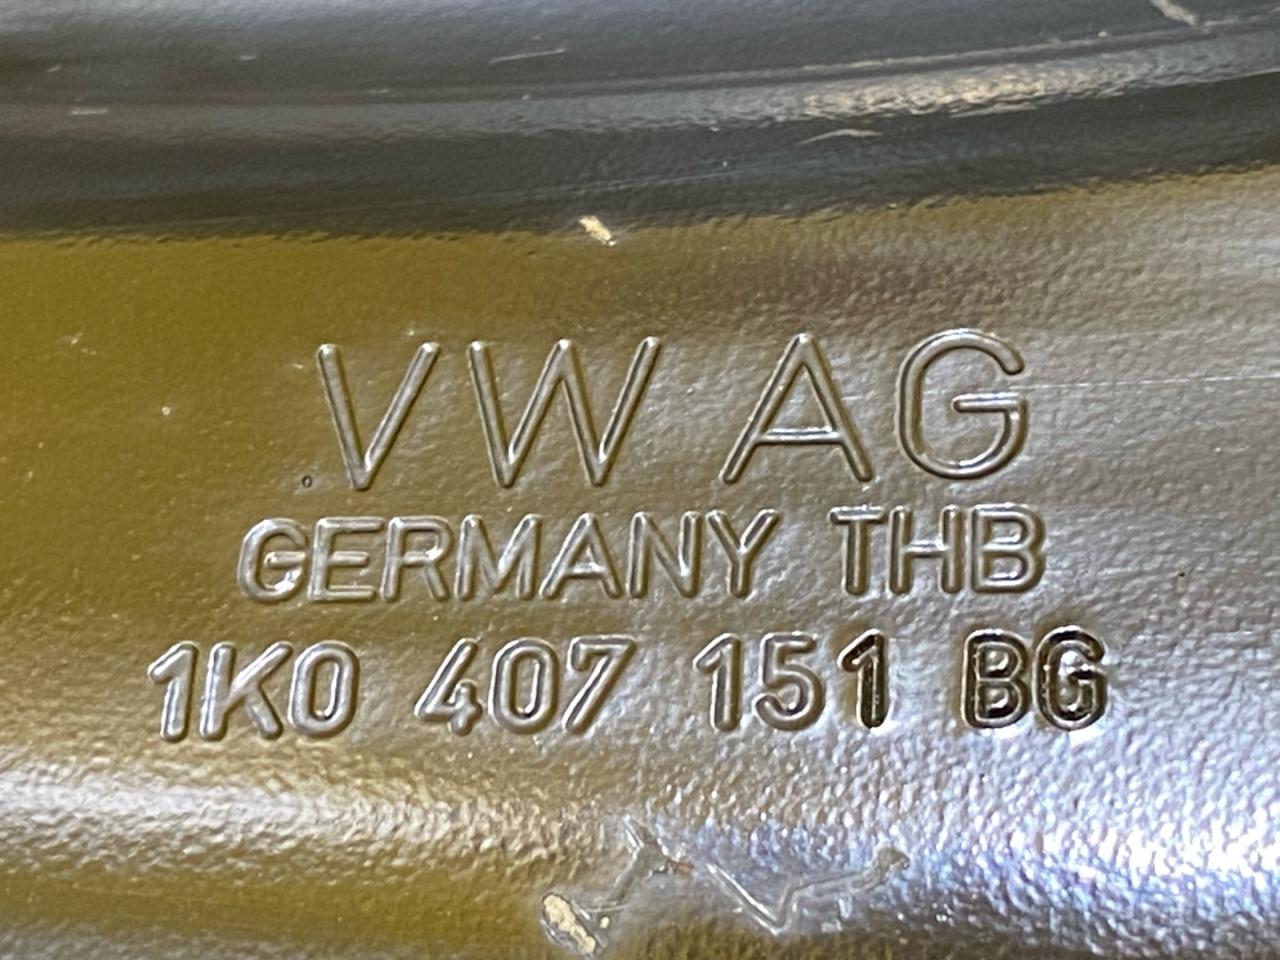 VW AG
GERMANY THB
1K0 407 151 BG